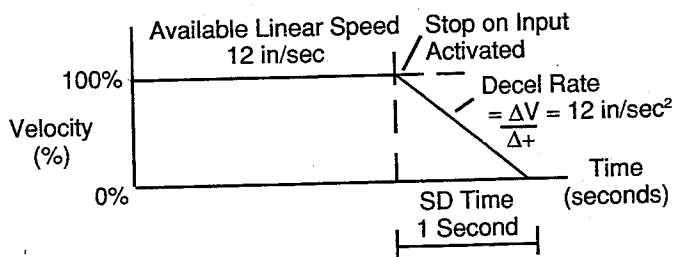 Available Linear Speed
12 in/sec
Stop on Input
Activated
100%
Decel Rate
= ΔV = 12 in/sec²
Δ+
Velocity
(%)
0%
Time
(seconds)
SD Time
1 Second